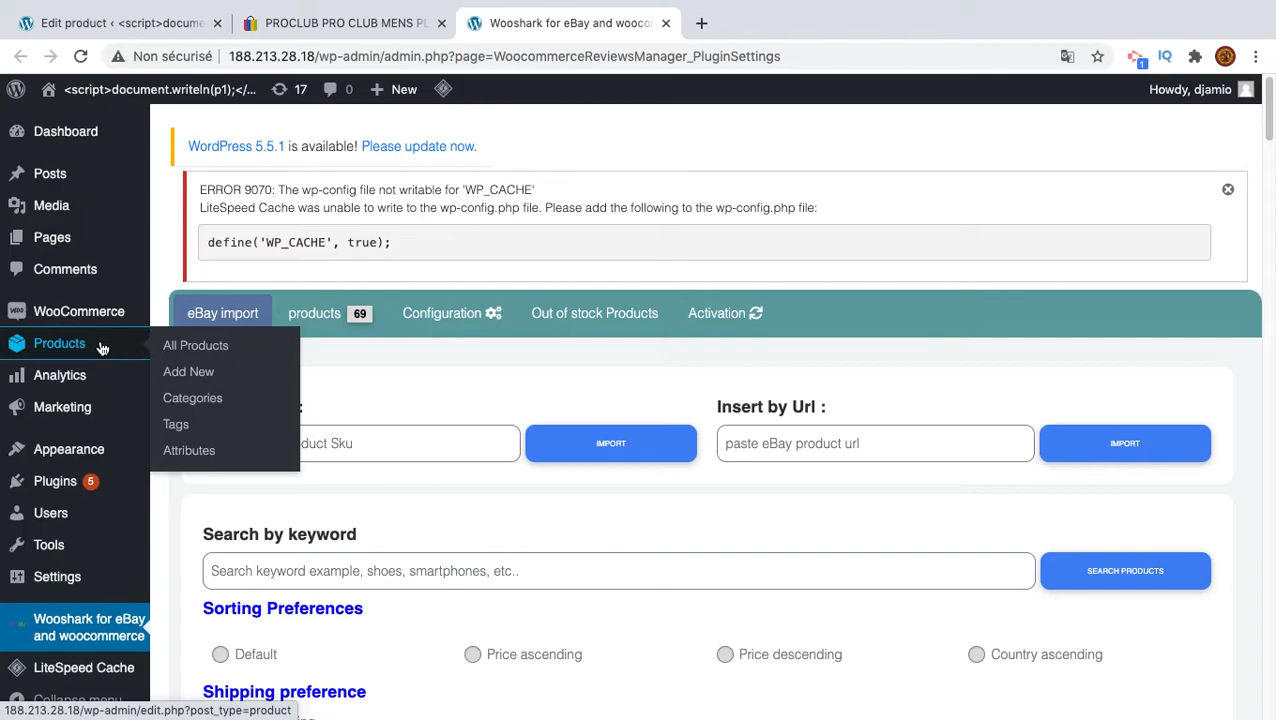 Edit product ‹ <script>docume
PROCLUB PRO CLUB MENS PL
Wooshark for eBay and wooco
Non sécurisé
188.213.28.18/wp-admin/admin.php?page=WoocommerceReviewsManager_PluginSettings
1
IQ
<script>document.writeln(p1);</...
17
0
New
Howdy, djamio
Dashboard
Posts
Media
Pages
Comments
WooCommerce
Products
Analytics
Marketing
Appearance
Plugins 5
Users
Tools
Settings
Wooshark for eBay
and woocommerce
LiteSpeed Cache
Collapse menu
188.213.28.18/wp-admin/edit.php?post_type=product
All Products
Add New
Categories
Tags
Attributes
WordPress 5.5.1 is available! Please update now.
ERROR 9070: The wp-config file not writable for 'WP_CACHE'
LiteSpeed Cache was unable to write to the wp-config.php file. Please add the following to the wp-config.php file:
define('WP_CACHE', true);
eBay import
products 69
Configuration
Out of stock Products
Activation
:
duct Sku
IMPORT
Insert by Url :
paste eBay product url
IMPORT
Search by keyword
Search keyword example, shoes, smartphones, etc..
SEARCH PRODUCTS
Sorting Preferences
Default
Price ascending
Price descending
Country ascending
Shipping preference